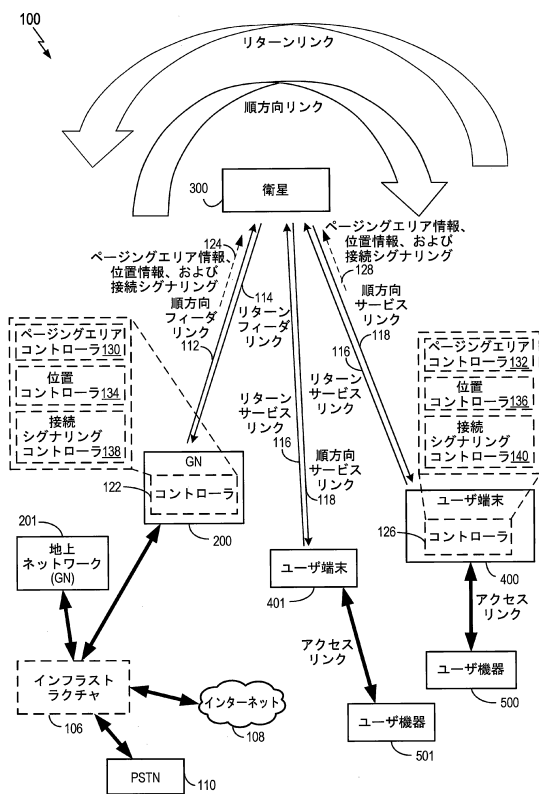 100
リターンリンク
順方向リンク
300
衛星
ページングエリア情報、
位置情報、および
接続シグナリング
124
順方向
フィーダ
リンク
112
114
リターン
フィーダリンク
ページングエリア情報、
位置情報、および
接続シグナリング
128
順方向
サービス
リンク
118
116
リターン
サービス
リンク
リターン
サービス
リンク
116
順方向
サービス
リンク
118
ページングエリア
コントローラ130
位置
コントローラ134
接続
シグナリング
コントローラ138
ページングエリア
コントローラ132
位置
コントローラ136
接続
シグナリング
コントローラ140
GN
122
コントローラ
200
201
地上
ネットワーク
(GN)
ユーザ端末
401
ユーザ端末
126
コントローラ
400
アクセス
リンク
アクセス
リンク
ユーザ機器
500
ユーザ機器
501
インフラスト
ラクチャ
106
インターネット
108
PSTN
110